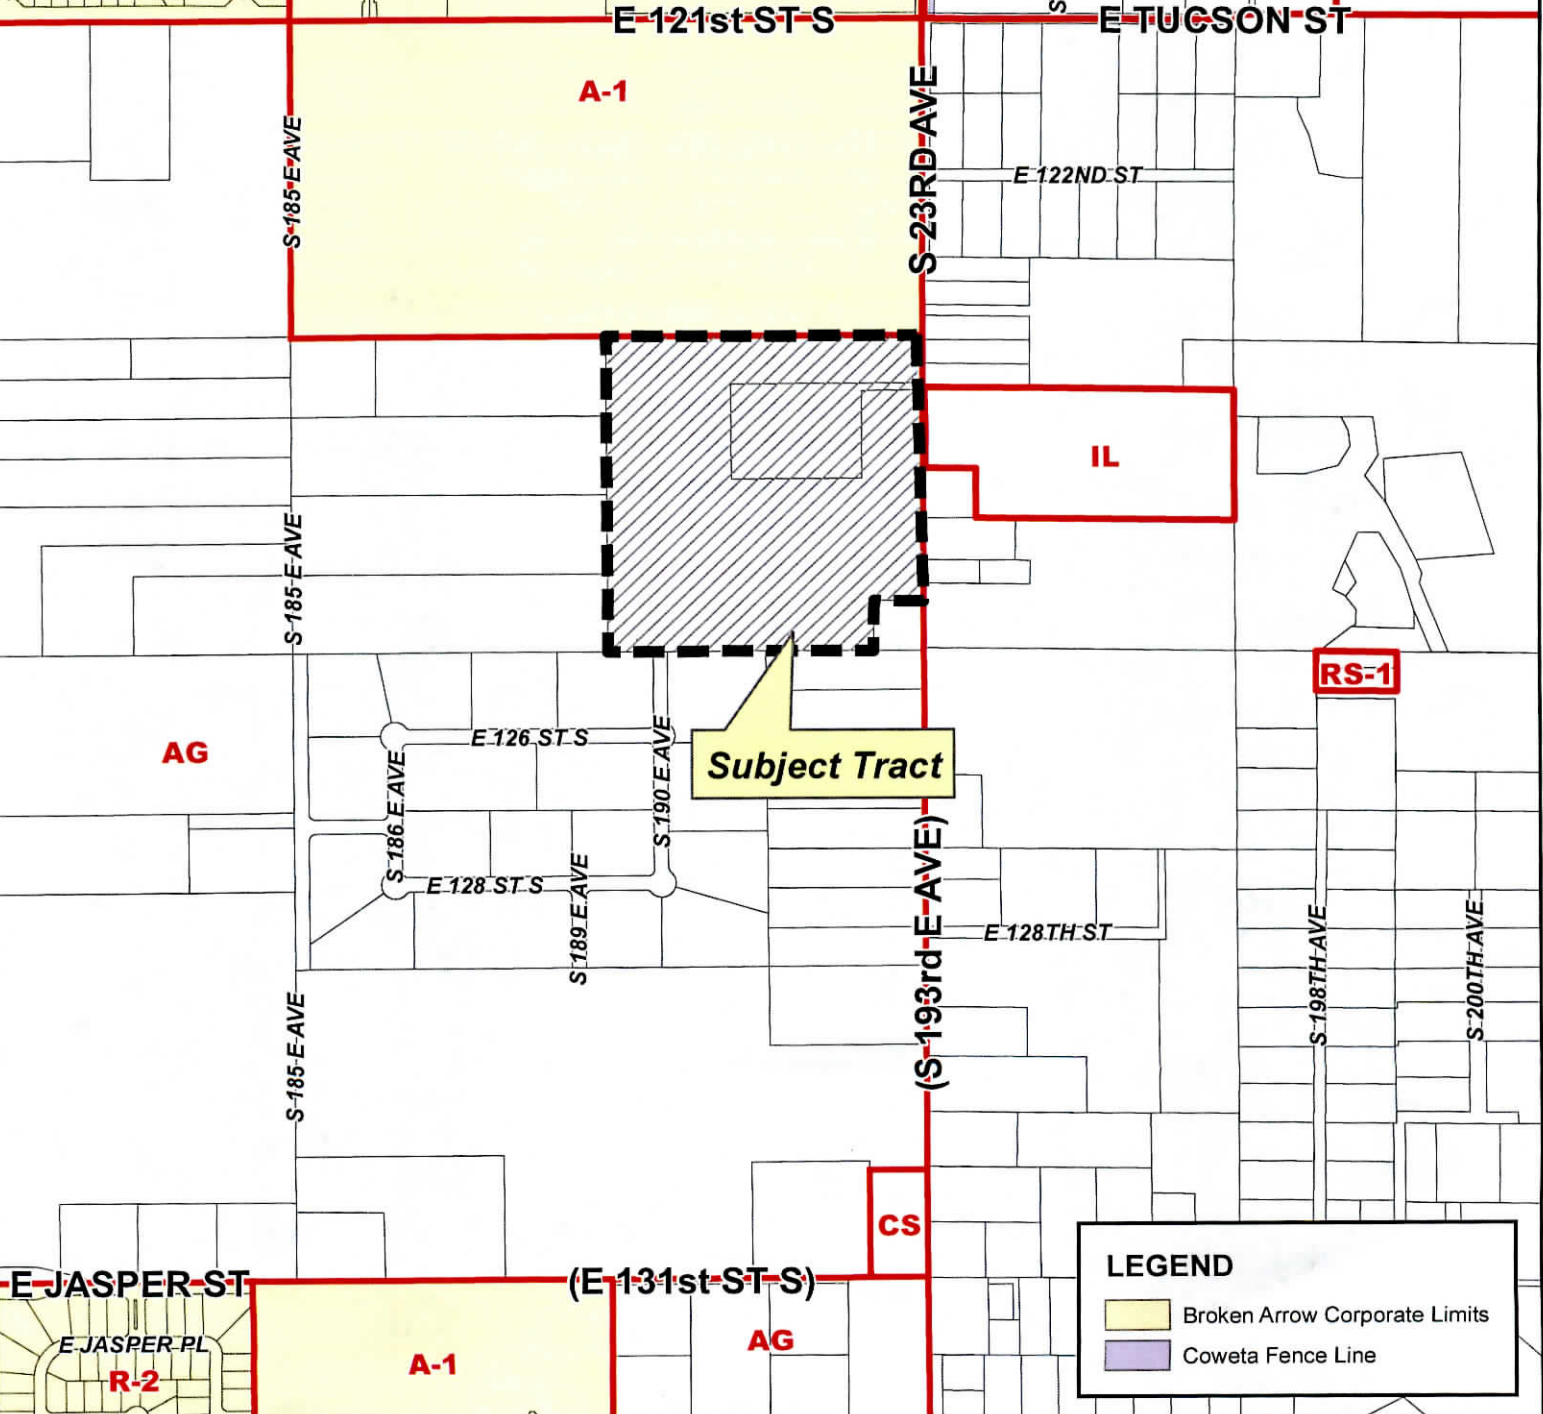 E 121st ST S
E TUCSON ST
S
A-1
S 185 E AVE
S 23RD AVE
E 122ND ST
IL
S 185 E AVE
RS-1
AG
E 126 ST S
S 186 E AVE
S 190 E AVE
Subject Tract
E 128 ST S
S 189 E AVE
(S 193rd E AVE)
E 128TH ST
S 198TH AVE
S 200TH AVE
S 185 E AVE
CS
E JASPER ST
(E 131st ST S)
E JASPER PL
R-2
A-1
AG
LEGEND
Broken Arrow Corporate Limits
Coweta Fence Line